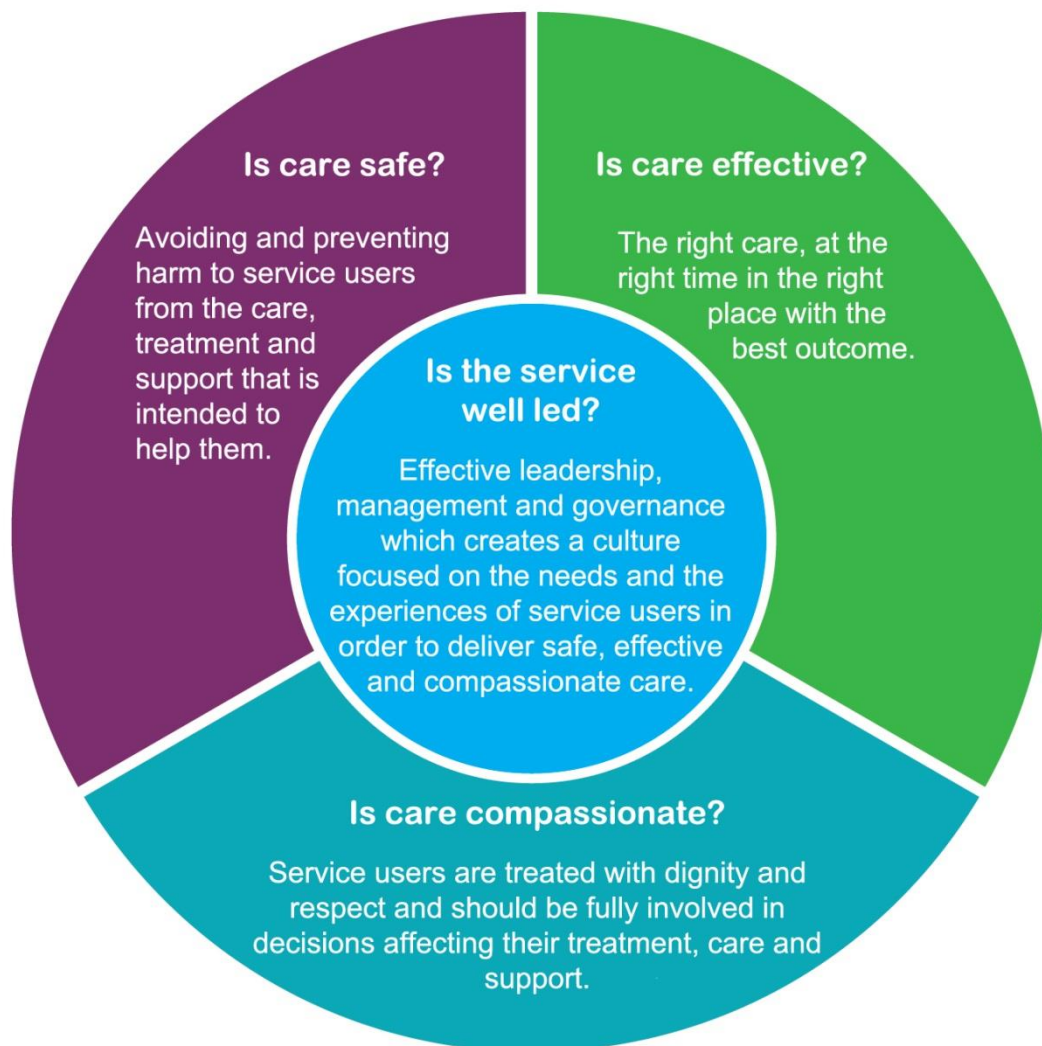 Is care safe?
Avoiding and preventing
harm to service users
from the care,
treatment and
support that is
intended to
help them.
Is care effective?
The right care, at the
right time in the right
place with the
best outcome.
Is the service
well led?
Effective leadership,
management and governance
which creates a culture
focused on the needs and the
experiences of service users in
order to deliver safe, effective
and compassionate care.
Is care compassionate?
Service users are treated with dignity and
respect and should be fully involved in
decisions affecting their treatment, care and
support.